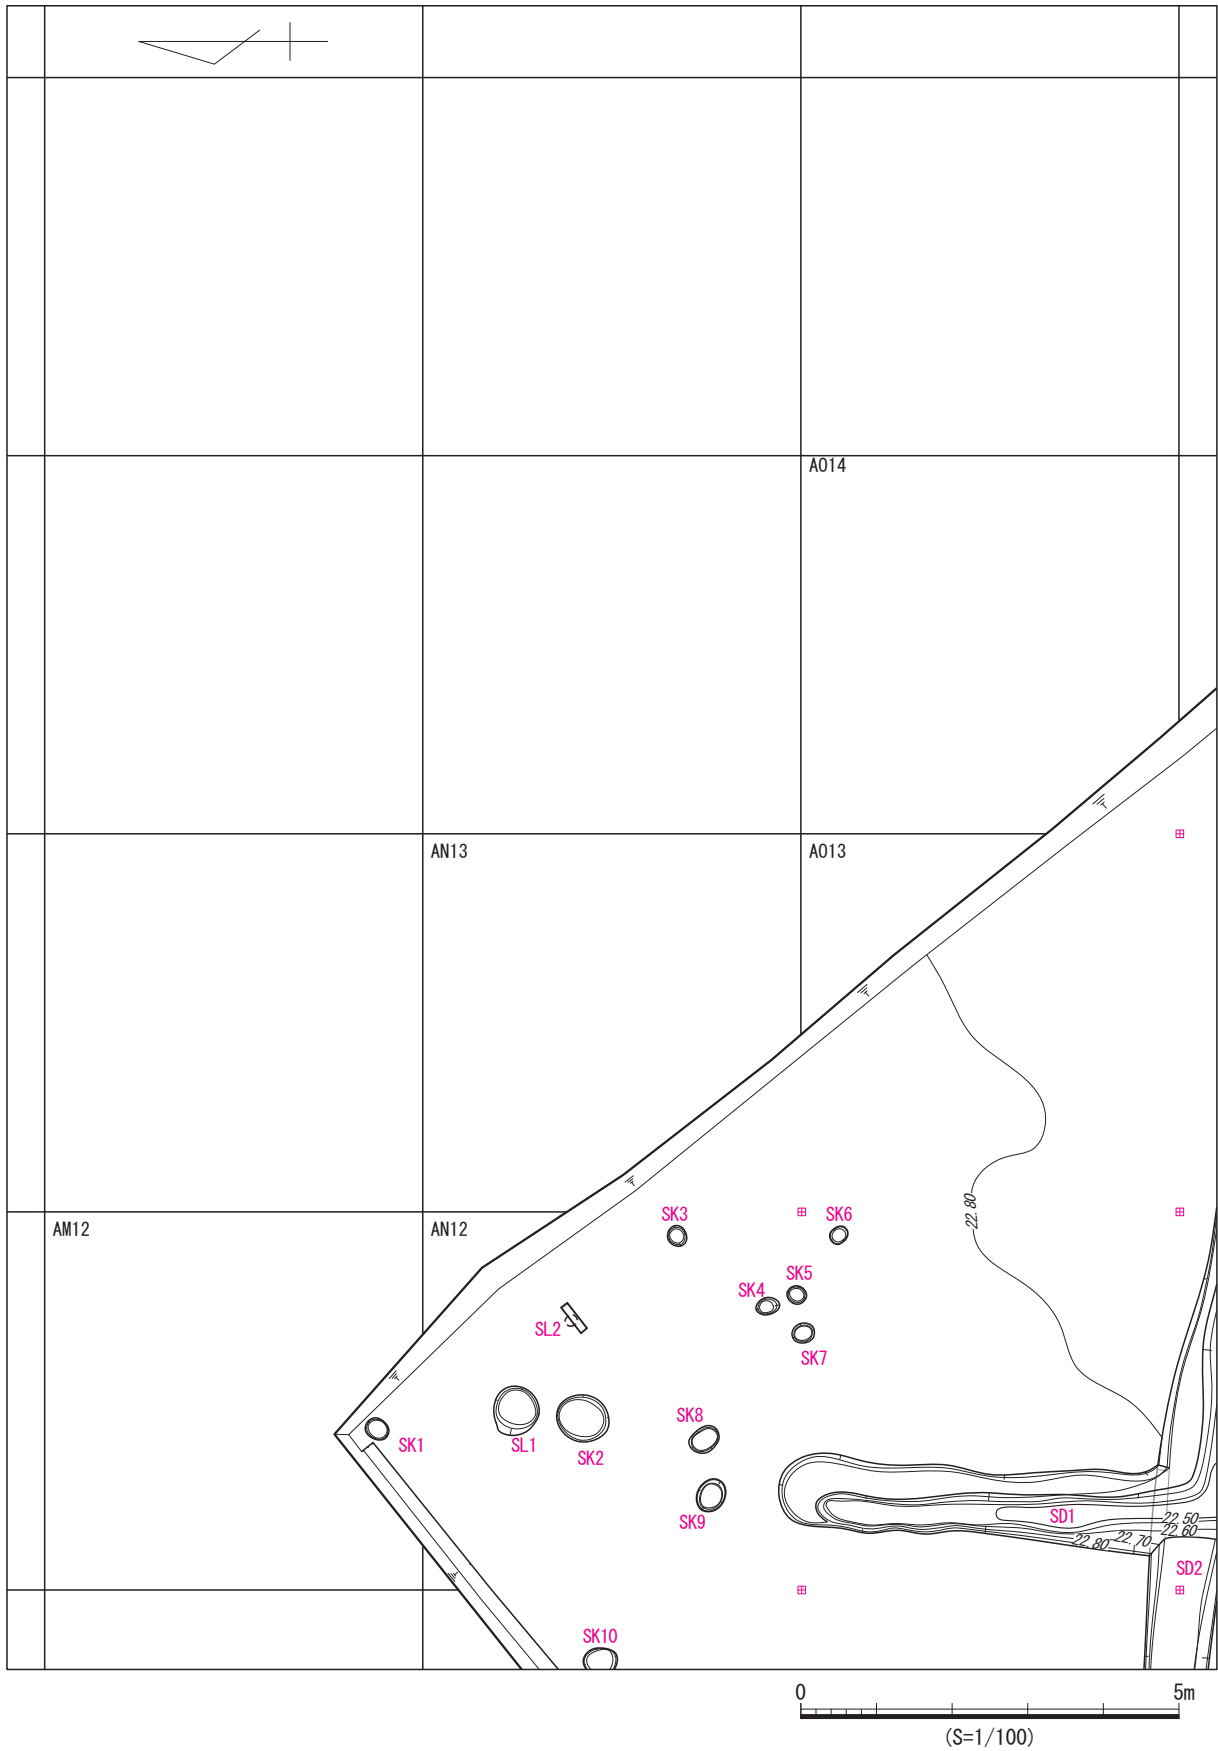 AO14
AN13
AO13
AM12
AN12
SK3
SK6
22.80
SK5
SK4
SL2
SK7
SK8
SK1
SL1
SK2
SK9
SD1
22.50
22.60
22.70
22.80
SD2
SK10
0
5m
(S=1/100)